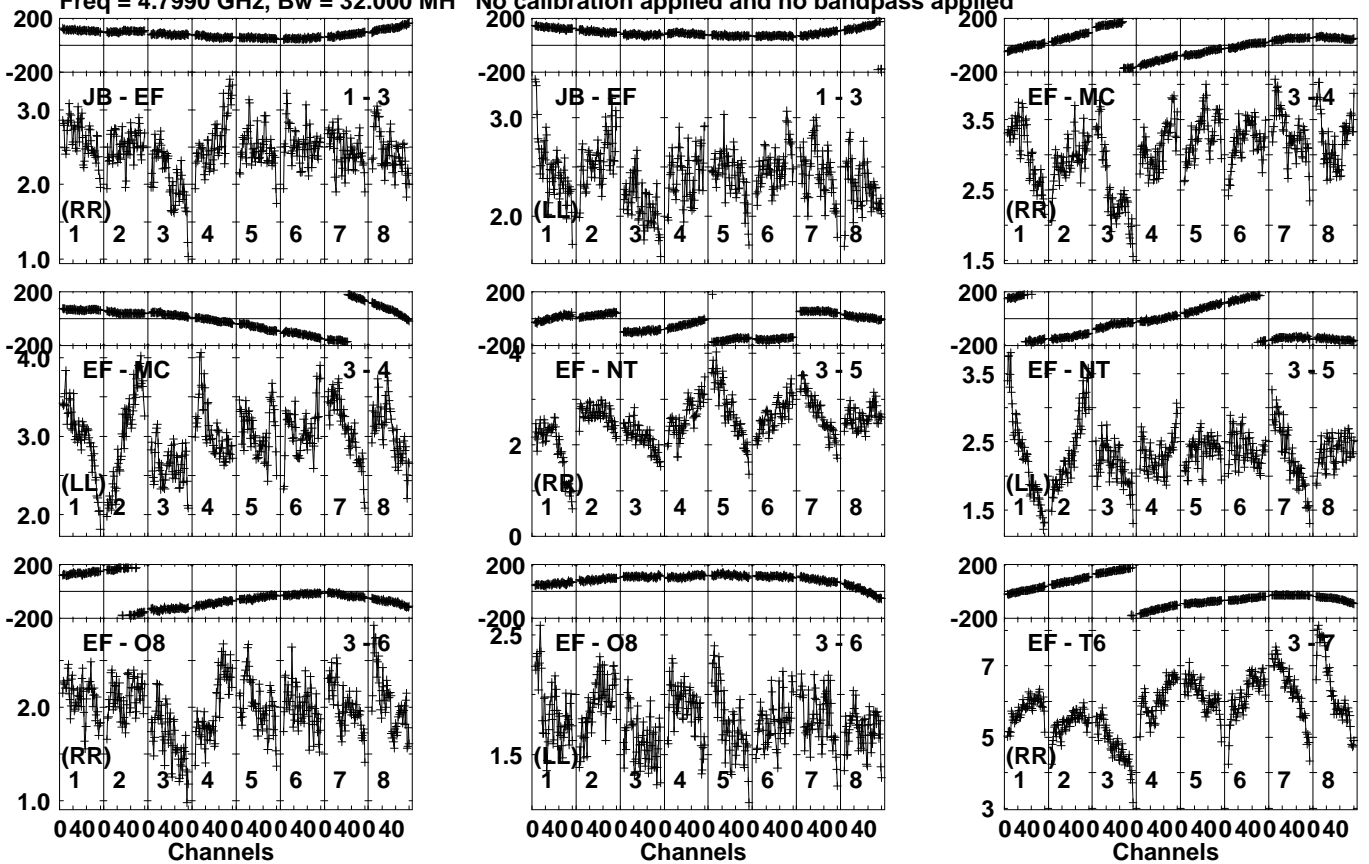 Freq = 4.7990 GHz, Bw = 32.000 MH No calibration applied and no bandpass applied
200
-200
JB - EF 1 - 3
3.0
2.0
1.0
(RR)
1 2 3 4 5 6 7 8
200
-200
JB - EF 1 - 3
3.0
2.0
(LL)
1 2 3 4 5 6 7 8
200
-200
EF - MC 3 - 4
3.5
2.5
1.5
(RR)
1 2 3 4 5 6 7 8
200
-200
EF - MC 3 - 4
4.0
3.0
2.0
(LL)
1 2 3 4 5 6 7 8
200
-200
EF - NT 3 - 5
4
2
0
(RR)
1 2 3 4 5 6 7 8
200
-200
EF - NT 3 - 5
3.5
2.5
1.5
(LL)
1 2 3 4 5 6 7 8
200
-200
EF - O8 3 - 6
2.0
1.0
(RR)
1 2 3 4 5 6 7 8
0 40 0 40 0 40 0 40 0 40 0 40 0 40 0 40
Channels
200
-200
EF - O8 3 - 6
2.5
1.5
(LL)
1 2 3 4 5 6 7 8
0 40 0 40 0 40 0 40 0 40 0 40 0 40 0 40
Channels
200
-200
EF - T6 3 - 7
7
5
3
(RR)
1 2 3 4 5 6 7 8
0 40 0 40 0 40 0 40 0 40 0 40 0 40 0 40
Channels